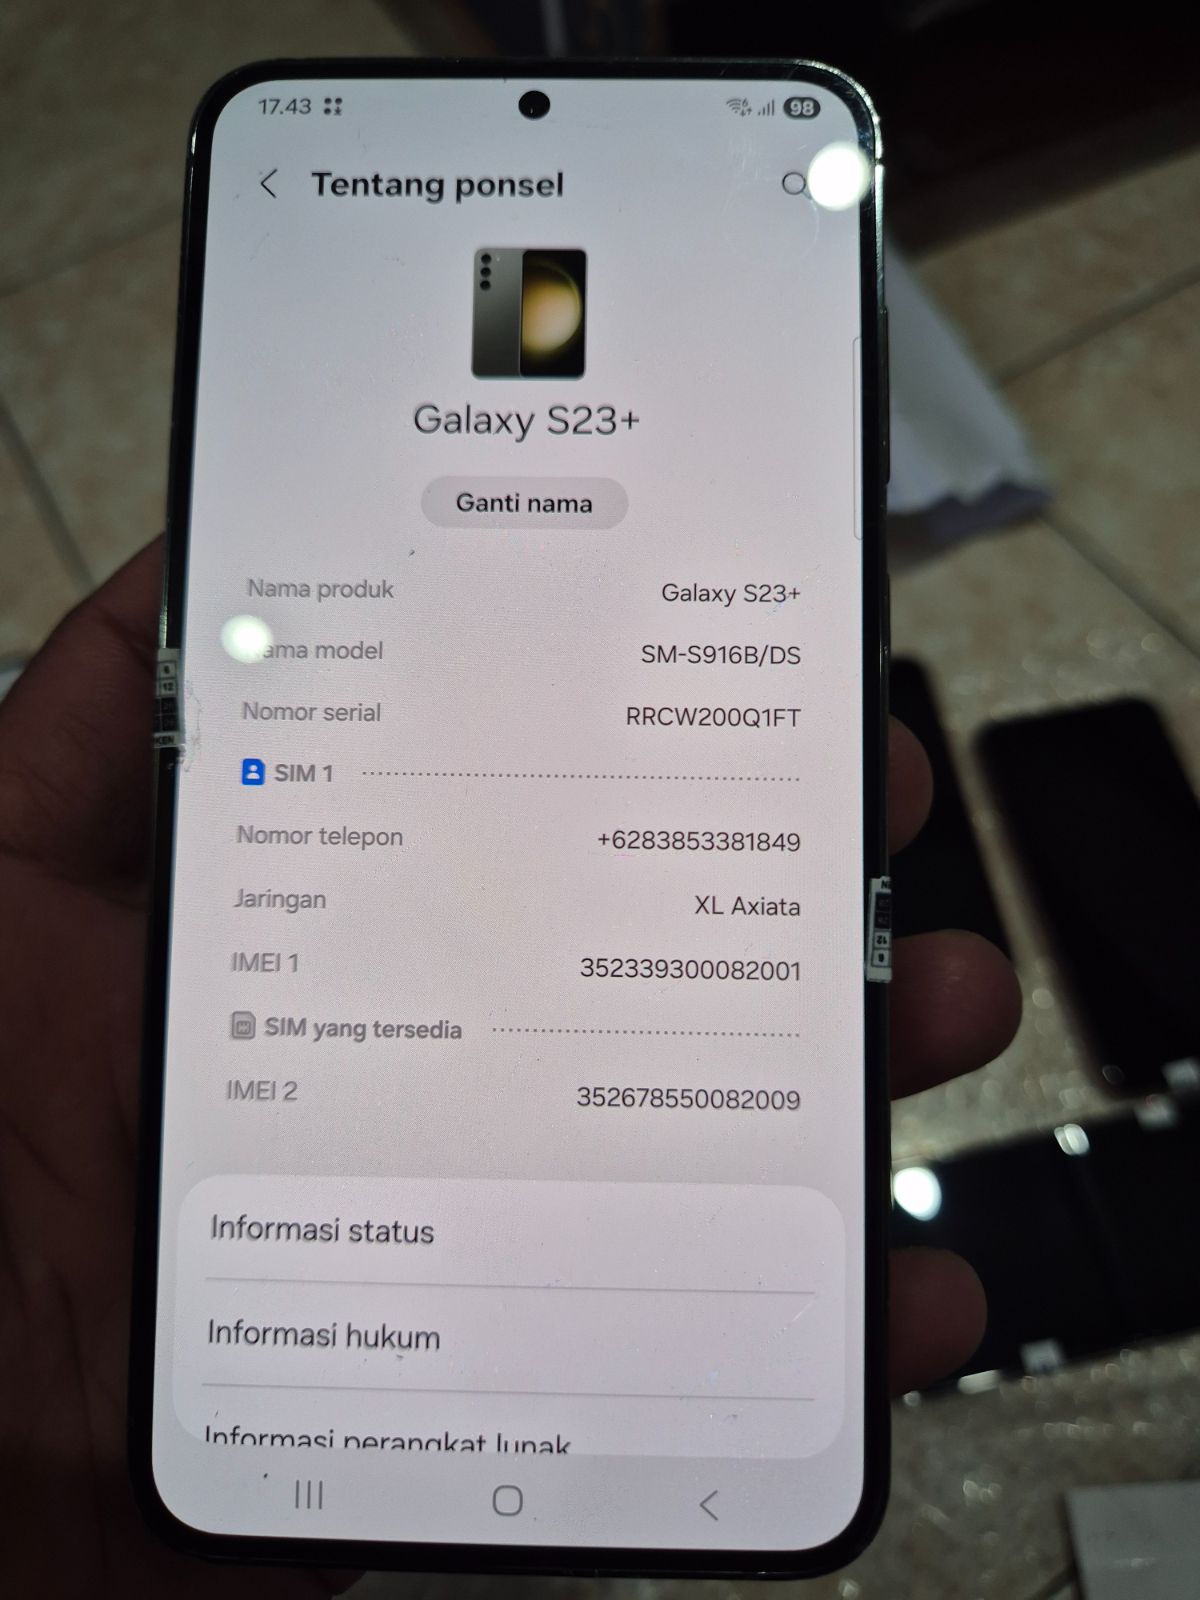 17.43
98
Tentang ponsel
Galaxy S23+
Ganti nama
Nama produk Galaxy S23+
ama model SM-S916B/DS
Nomor serial RRCW200Q1FT
SIM 1
Nomor telepon +6283853381849
Jaringan XL Axiata
IMEI 1 352339300082001
SIM yang tersedia
IMEI 2 352678550082009
Informasi status
Informasi hukum
Informasi perangkat lunak